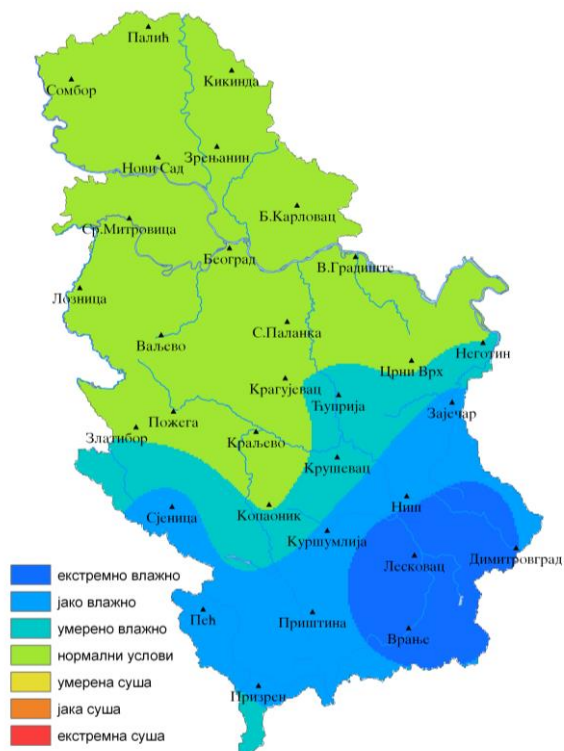 Палић
Кикинда
Сомбор
Зрењанин
Нови Сад
Б.Карловац
Ср.Митровица
Београд
В.Градиште
Лозница
С.Паланка
Ваљево
Неготин
Црни Врх
Крагујевац
Ћуприја
Зајечар
Пожега
Златибор
Краљево
Крушевац
Ниш
Копаоник
Сјеница
Куршумлија
Димитровград
Лесковац
Пећ
Приштина
Врање
Призрен
екстремно влажно
јако влажно
умерено влажно
нормални услови
умерена суша
јака суша
екстремна суша